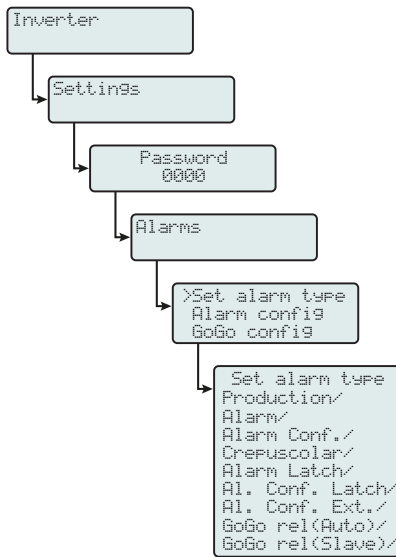 Inverter
Settings
Password
0000
Alarms
>Set alarm type
Alarm config
GoGo config
Set alarm type
Production/
Alarm/
Alarm Conf./
Crepuscolar/
Alarm Latch/
Al. Conf. Latch/
Al. Conf. Ext./
GoGo rel(Auto)/
GoGo rel(Slave)/